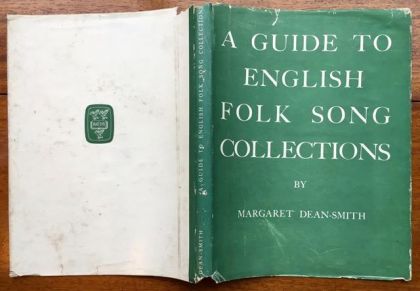 A GUIDE TO
ENGLISH
FOLK SONG
COLLECTIONS
BY
MARGARET DEAN-SMITH
A GUIDE TO ENGLISH FOLK SONG COLLECTIONS
DEAN-SMITH